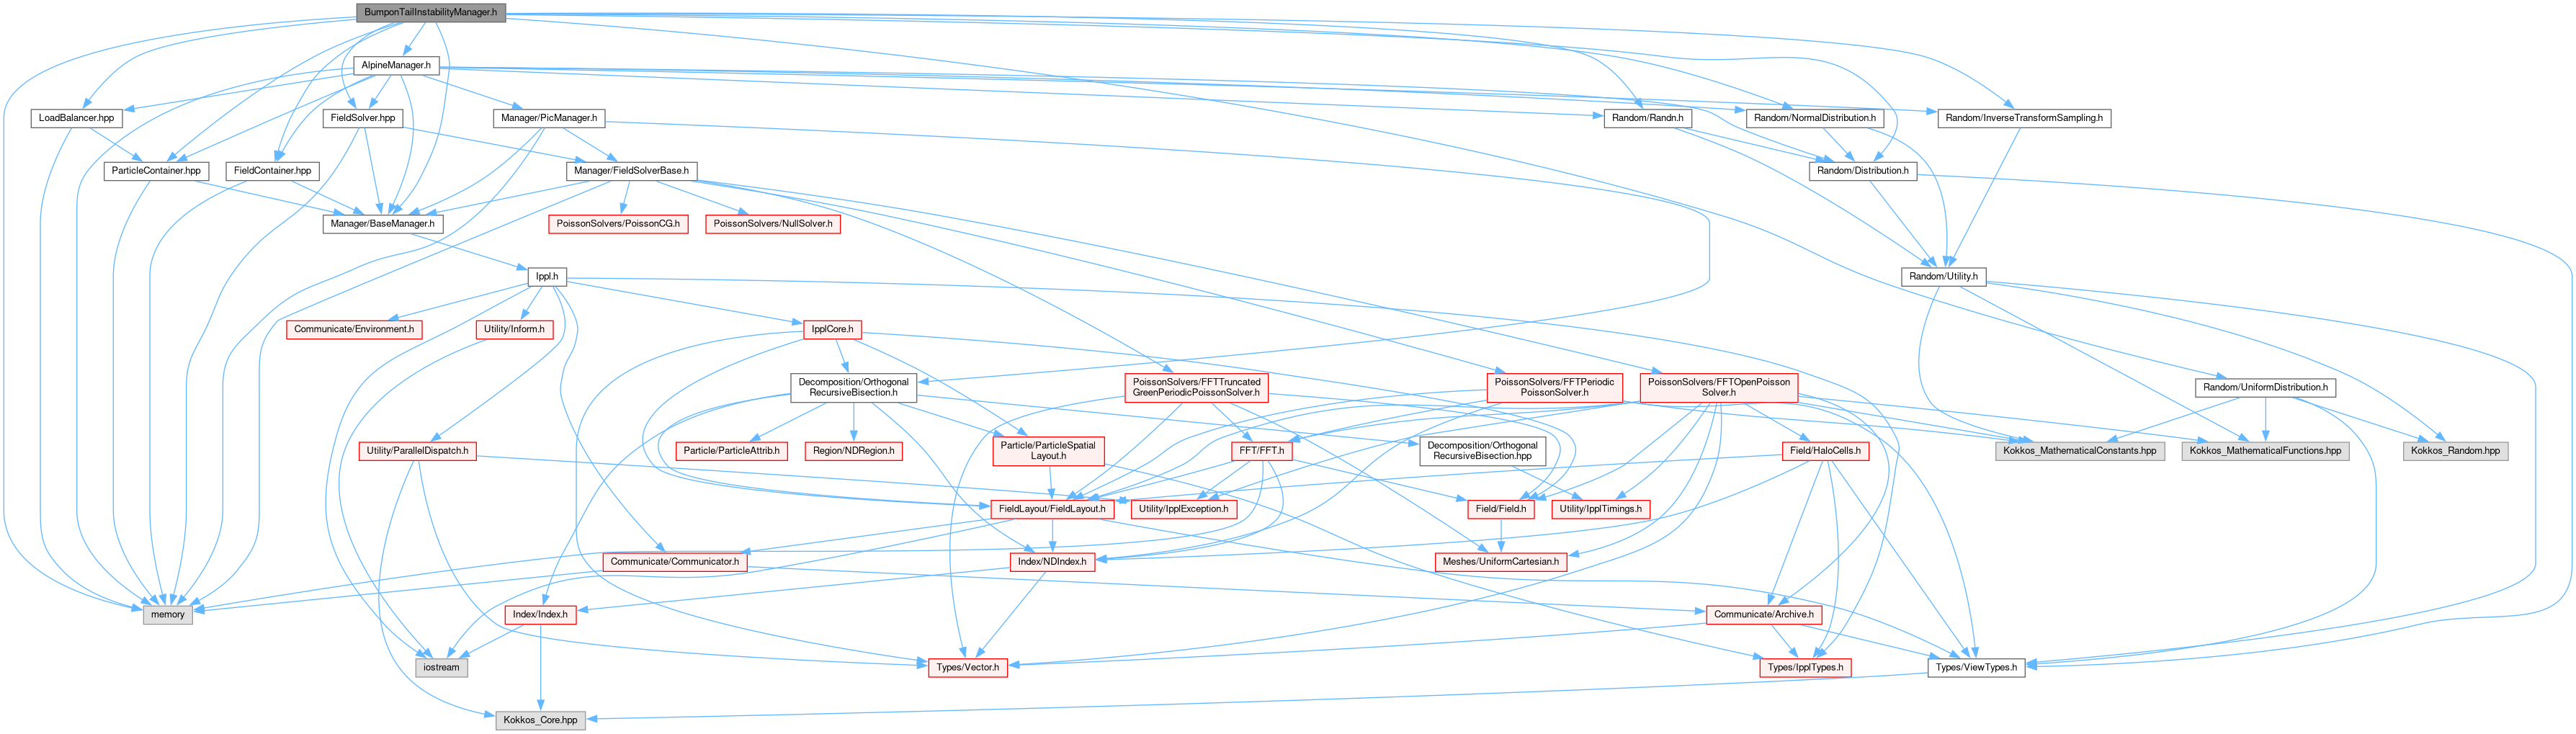 BumponTailInstabilityManager.h
AlpineManager.h
LoadBalancer.hpp
FieldSolver.hpp
Manager/PicManager.h
Random/Randn.h
Random/NormalDistribution.h
Random/InverseTransformSampling.h
ParticleContainer.hpp
FieldContainer.hpp
Manager/FieldSolverBase.h
Random/Distribution.h
Manager/BaseManager.h
PoissonSolvers/PoissonCG.h
PoissonSolvers/NullSolver.h
Ippl.h
Random/Utility.h
Communicate/Environment.h
Utility/Inform.h
IpplCore.h
Decomposition/Orthogonal
RecursiveBisection.h
PoissonSolvers/FFTTruncated
GreenPeriodicPoissonSolver.h
PoissonSolvers/FFTPeriodic
PoissonSolver.h
PoissonSolvers/FFTOpenPoisson
Solver.h
Random/UniformDistribution.h
Utility/ParallelDispatch.h
Particle/ParticleAttrib.h
Region/NDRegion.h
Particle/ParticleSpatial
Layout.h
FFT/FFT.h
Decomposition/Orthogonal
RecursiveBisection.hpp
Field/HaloCells.h
Kokkos_MathematicalConstants.hpp
Kokkos_MathematicalFunctions.hpp
Kokkos_Random.hpp
FieldLayout/FieldLayout.h
Utility/IpplException.h
Field/Field.h
Utility/IpplTimings.h
Communicate/Communicator.h
Index/NDIndex.h
Meshes/UniformCartesian.h
memory
Index/Index.h
Communicate/Archive.h
iostream
Types/Vector.h
Types/IpplTypes.h
Types/ViewTypes.h
Kokkos_Core.hpp